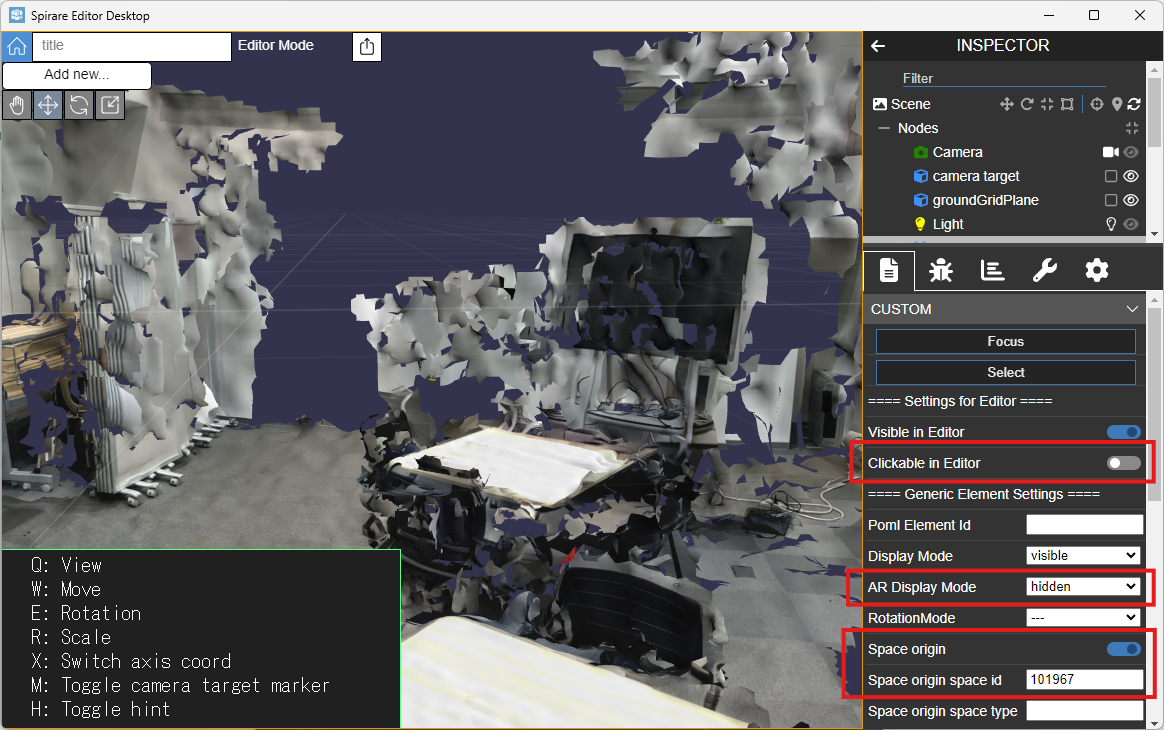 Spirare Editor Desktop
title
Editor Mode
Add new...
INSPECTOR
Filter
Scene
Nodes
Camera
camera target
groundGridPlane
Light
CUSTOM
Focus
Select
==== Settings for Editor ====
Visible in Editor
Clickable in Editor
==== Generic Element Settings ====
Poml Element Id
Display Mode visible
AR Display Mode hidden
RotationMode ---
Space origin
Space origin space id 101967
Space origin space type
Q: View
W: Move
E: Rotation
R: Scale
X: Switch axis coord
M: Toggle camera target marker
H: Toggle hint